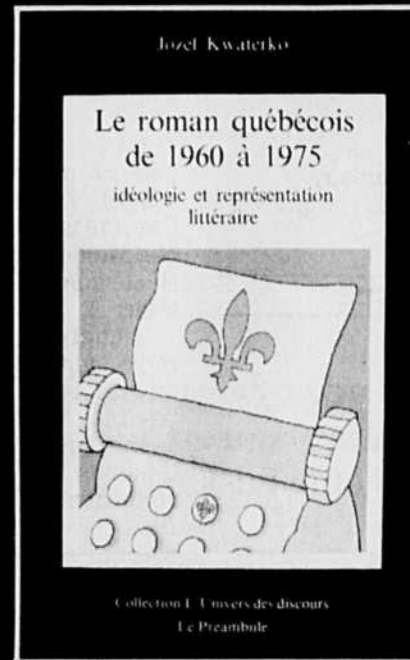 Jozef Kwaterko
Le roman québécois
de 1960 à 1975
idéologie et représentation
littéraire
Collection L'Univers des discours
Le Préambule